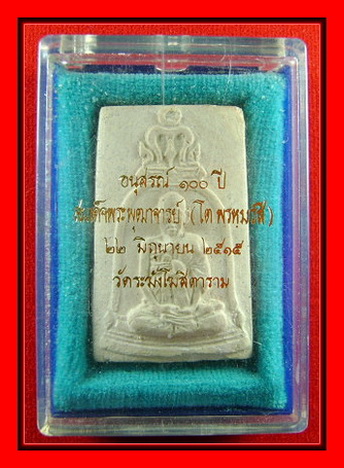 อนุสรณ์ ๑๐๐ ปี
สมเด็จพระพุฒาจารย์ (โต พรหฺมรํสี)
๒๒ มิถุนายน ๒๕๑๕
วัดระฆังโฆสิตาราม